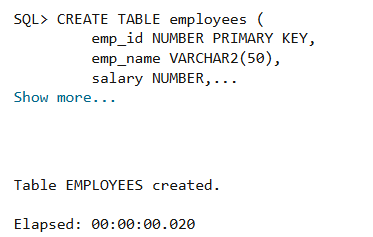 SQL> CREATE TABLE employees (
emp_id NUMBER PRIMARY KEY,
emp_name VARCHAR2(50),
salary NUMBER,...
Show more...
Table EMPLOYEES created.
Elapsed: 00:00:00.020